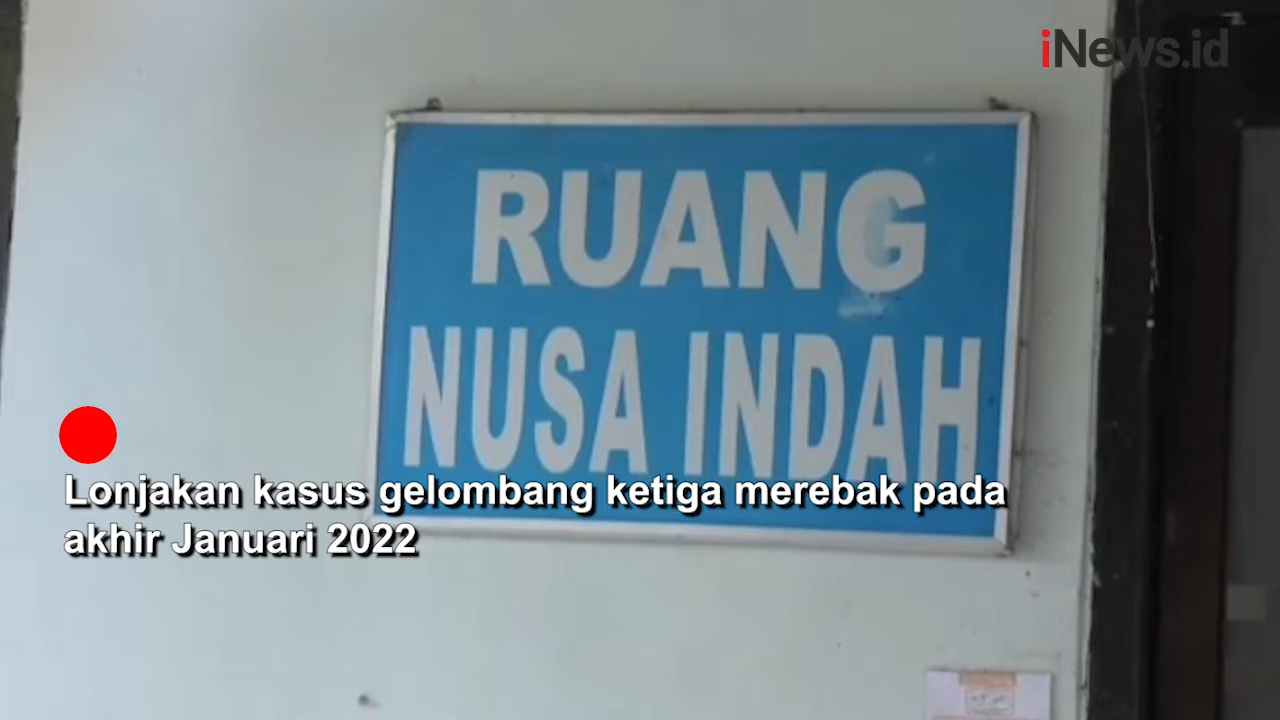 iNews.id
RUANG
NUSA INDAH
Lonjakan kasus gelombang ketiga merebak pada
akhir Januari 2022